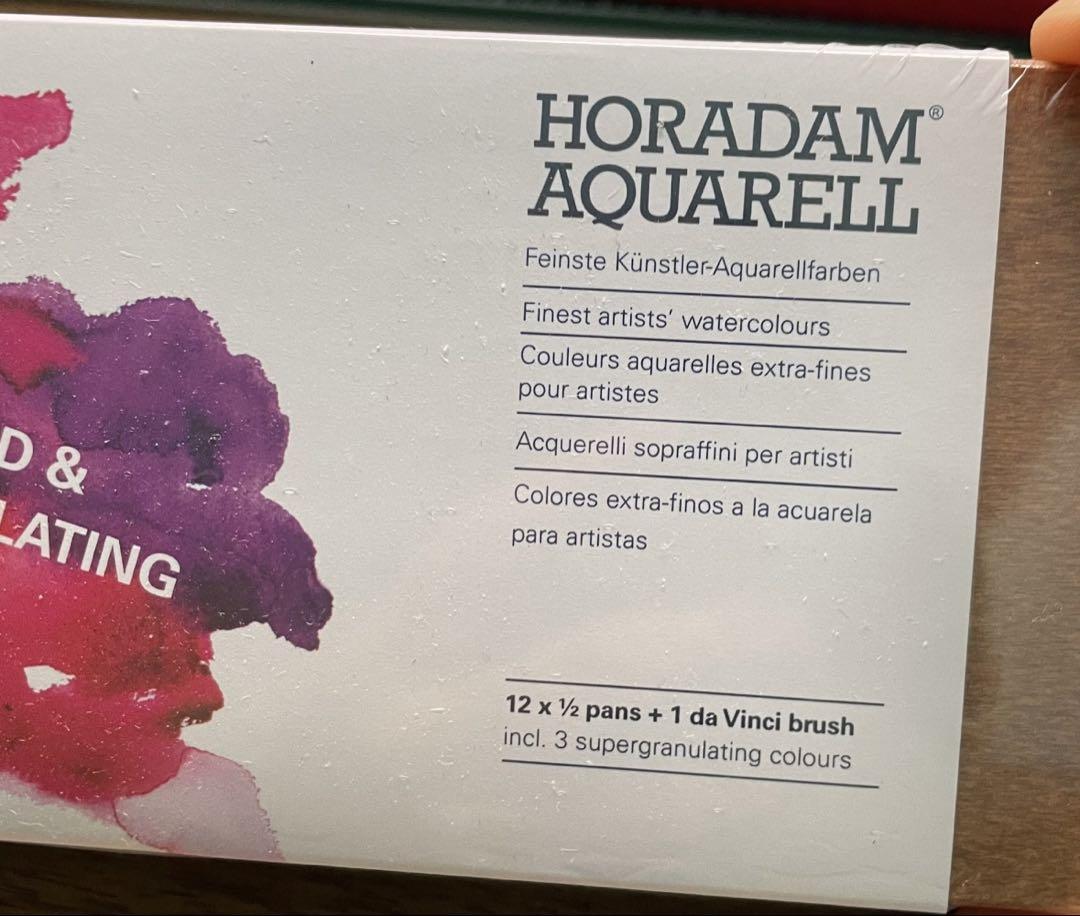 HORADAM®
AQUARELL
Feinste Künstler-Aquarellfarben
Finest artists' watercolours
Couleurs aquarelles extra-fines
pour artistes
Acquerelli sopraffini per artisti
Colores extra-finos a la acuarela
para artistas
D &
LATING
12 x ½ pans + 1 da Vinci brush
incl. 3 supergranulating colours